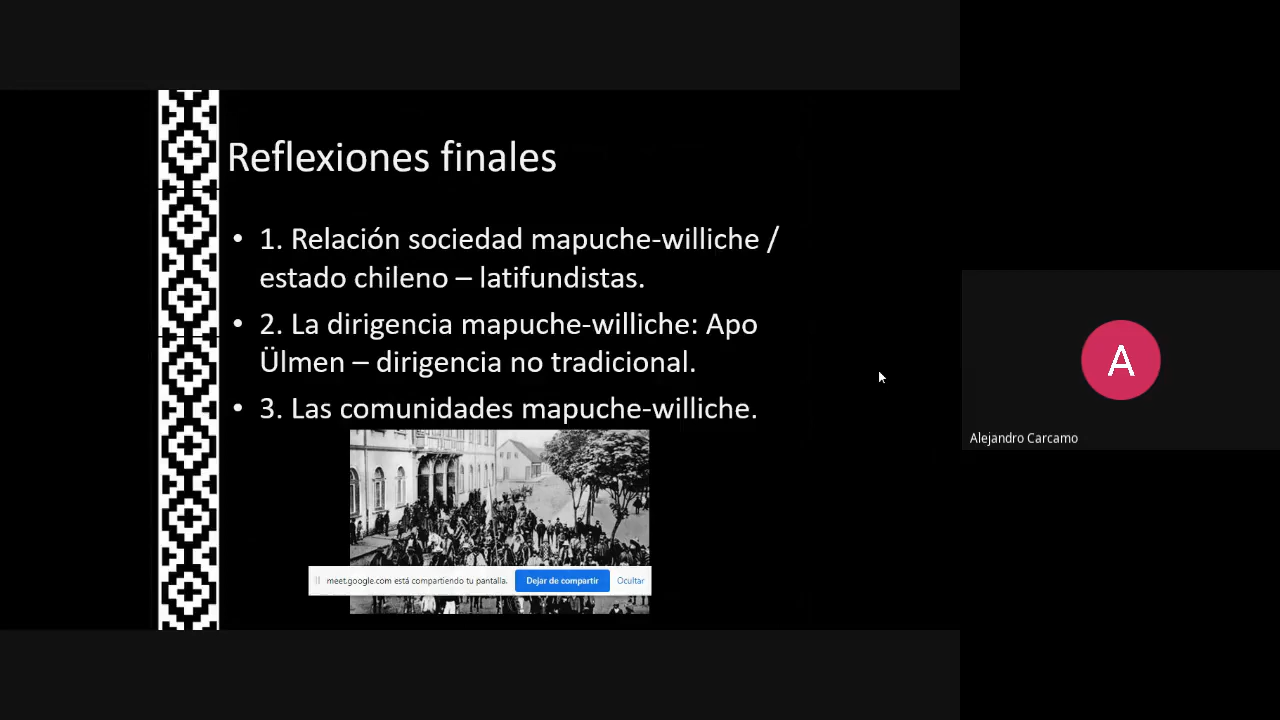 Reflexiones finales
• 1. Relación sociedad mapuche-williche /
estado chileno – latifundistas.
• 2. La dirigencia mapuche-williche: Apo
Ülmen – dirigencia no tradicional.
• 3. Las comunidades mapuche-williche.
meet.google.com está compartiendo tu pantalla.
Dejar de compartir
Ocultar
A
Alejandro Carcamo